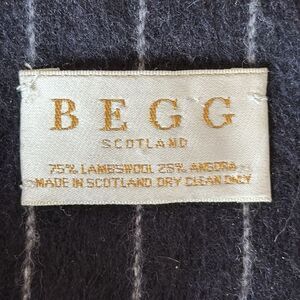 BEGG
SCOTLAND
75% LAMBSWOOL 25% ANGORA
MADE IN SCOTLAND DRY CLEAN ONLY